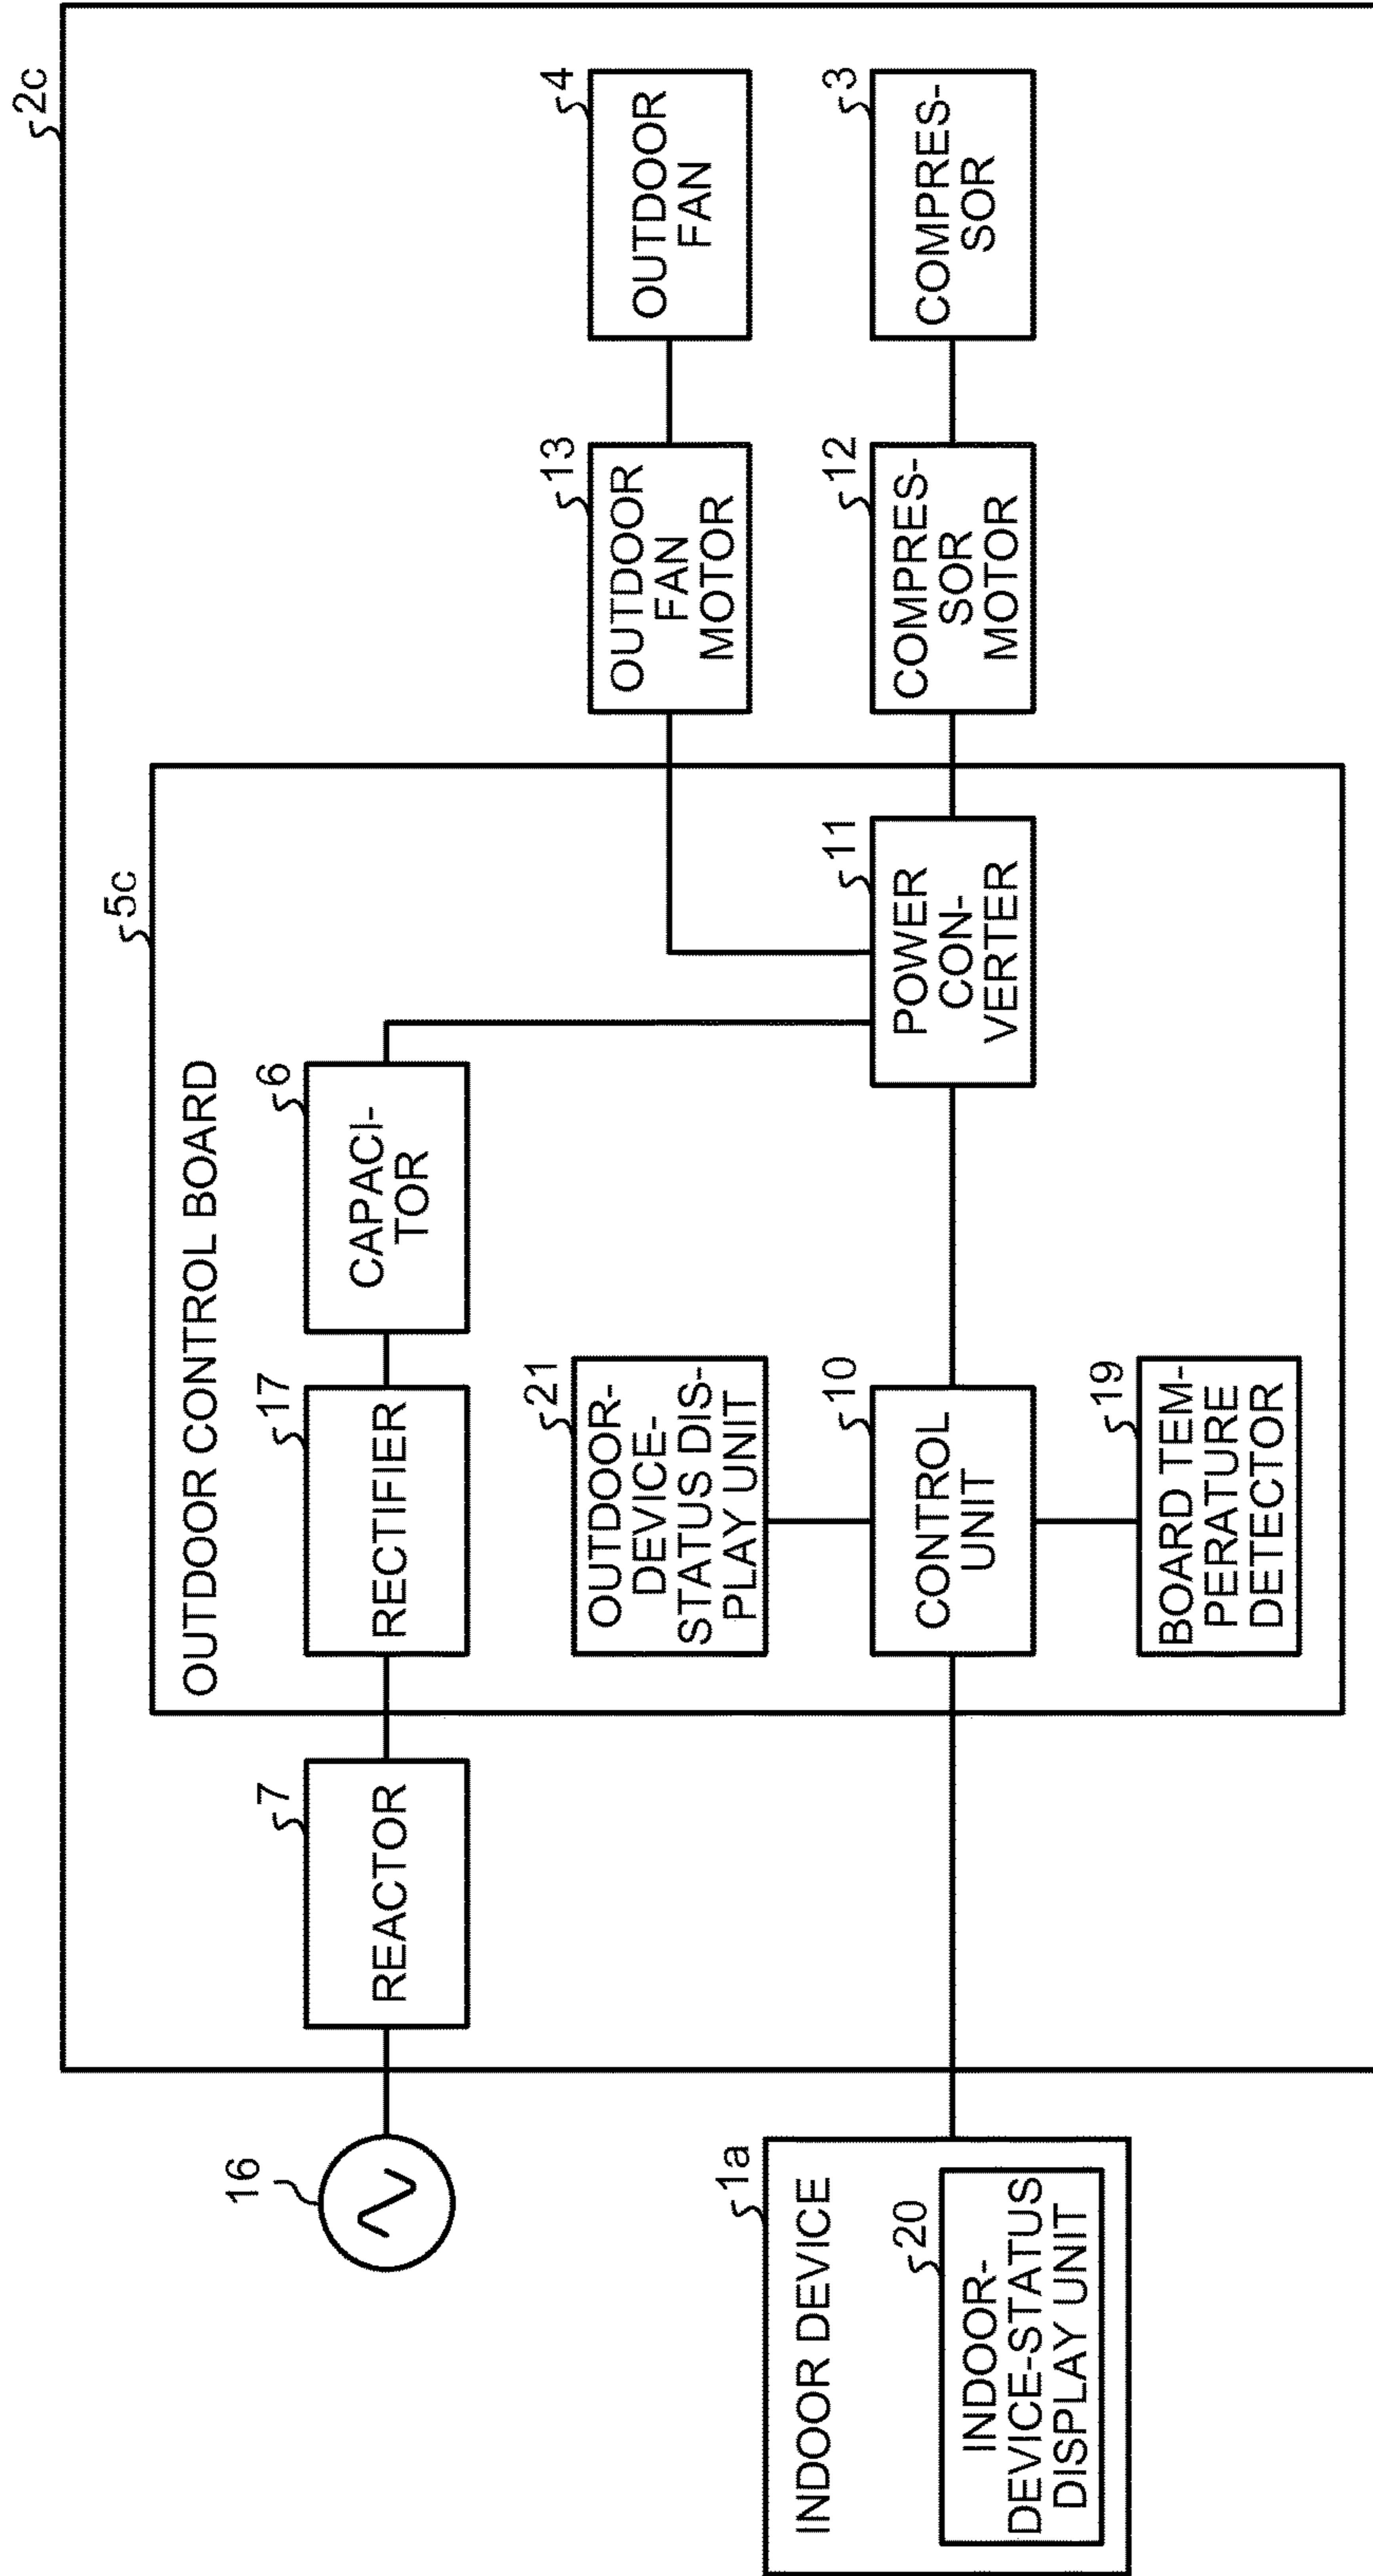 2c
5c
OUTDOOR CONTROL BOARD
16
7
REACTOR
17
RECTIFIER
6
CAPACI-
TOR
4
OUTDOOR
FAN
13
OUTDOOR
FAN
MOTOR
21
OUTDOOR-
DEVICE-
STATUS DIS-
PLAY UNIT
1a
INDOOR DEVICE
20
INDOOR-
DEVICE-STATUS
DISPLAY UNIT
10
CONTROL
UNIT
11
POWER
CON-
VERTER
12
COMPRES-
SOR
MOTOR
3
COMPRES-
SOR
19
BOARD TEM-
PERATURE
DETECTOR